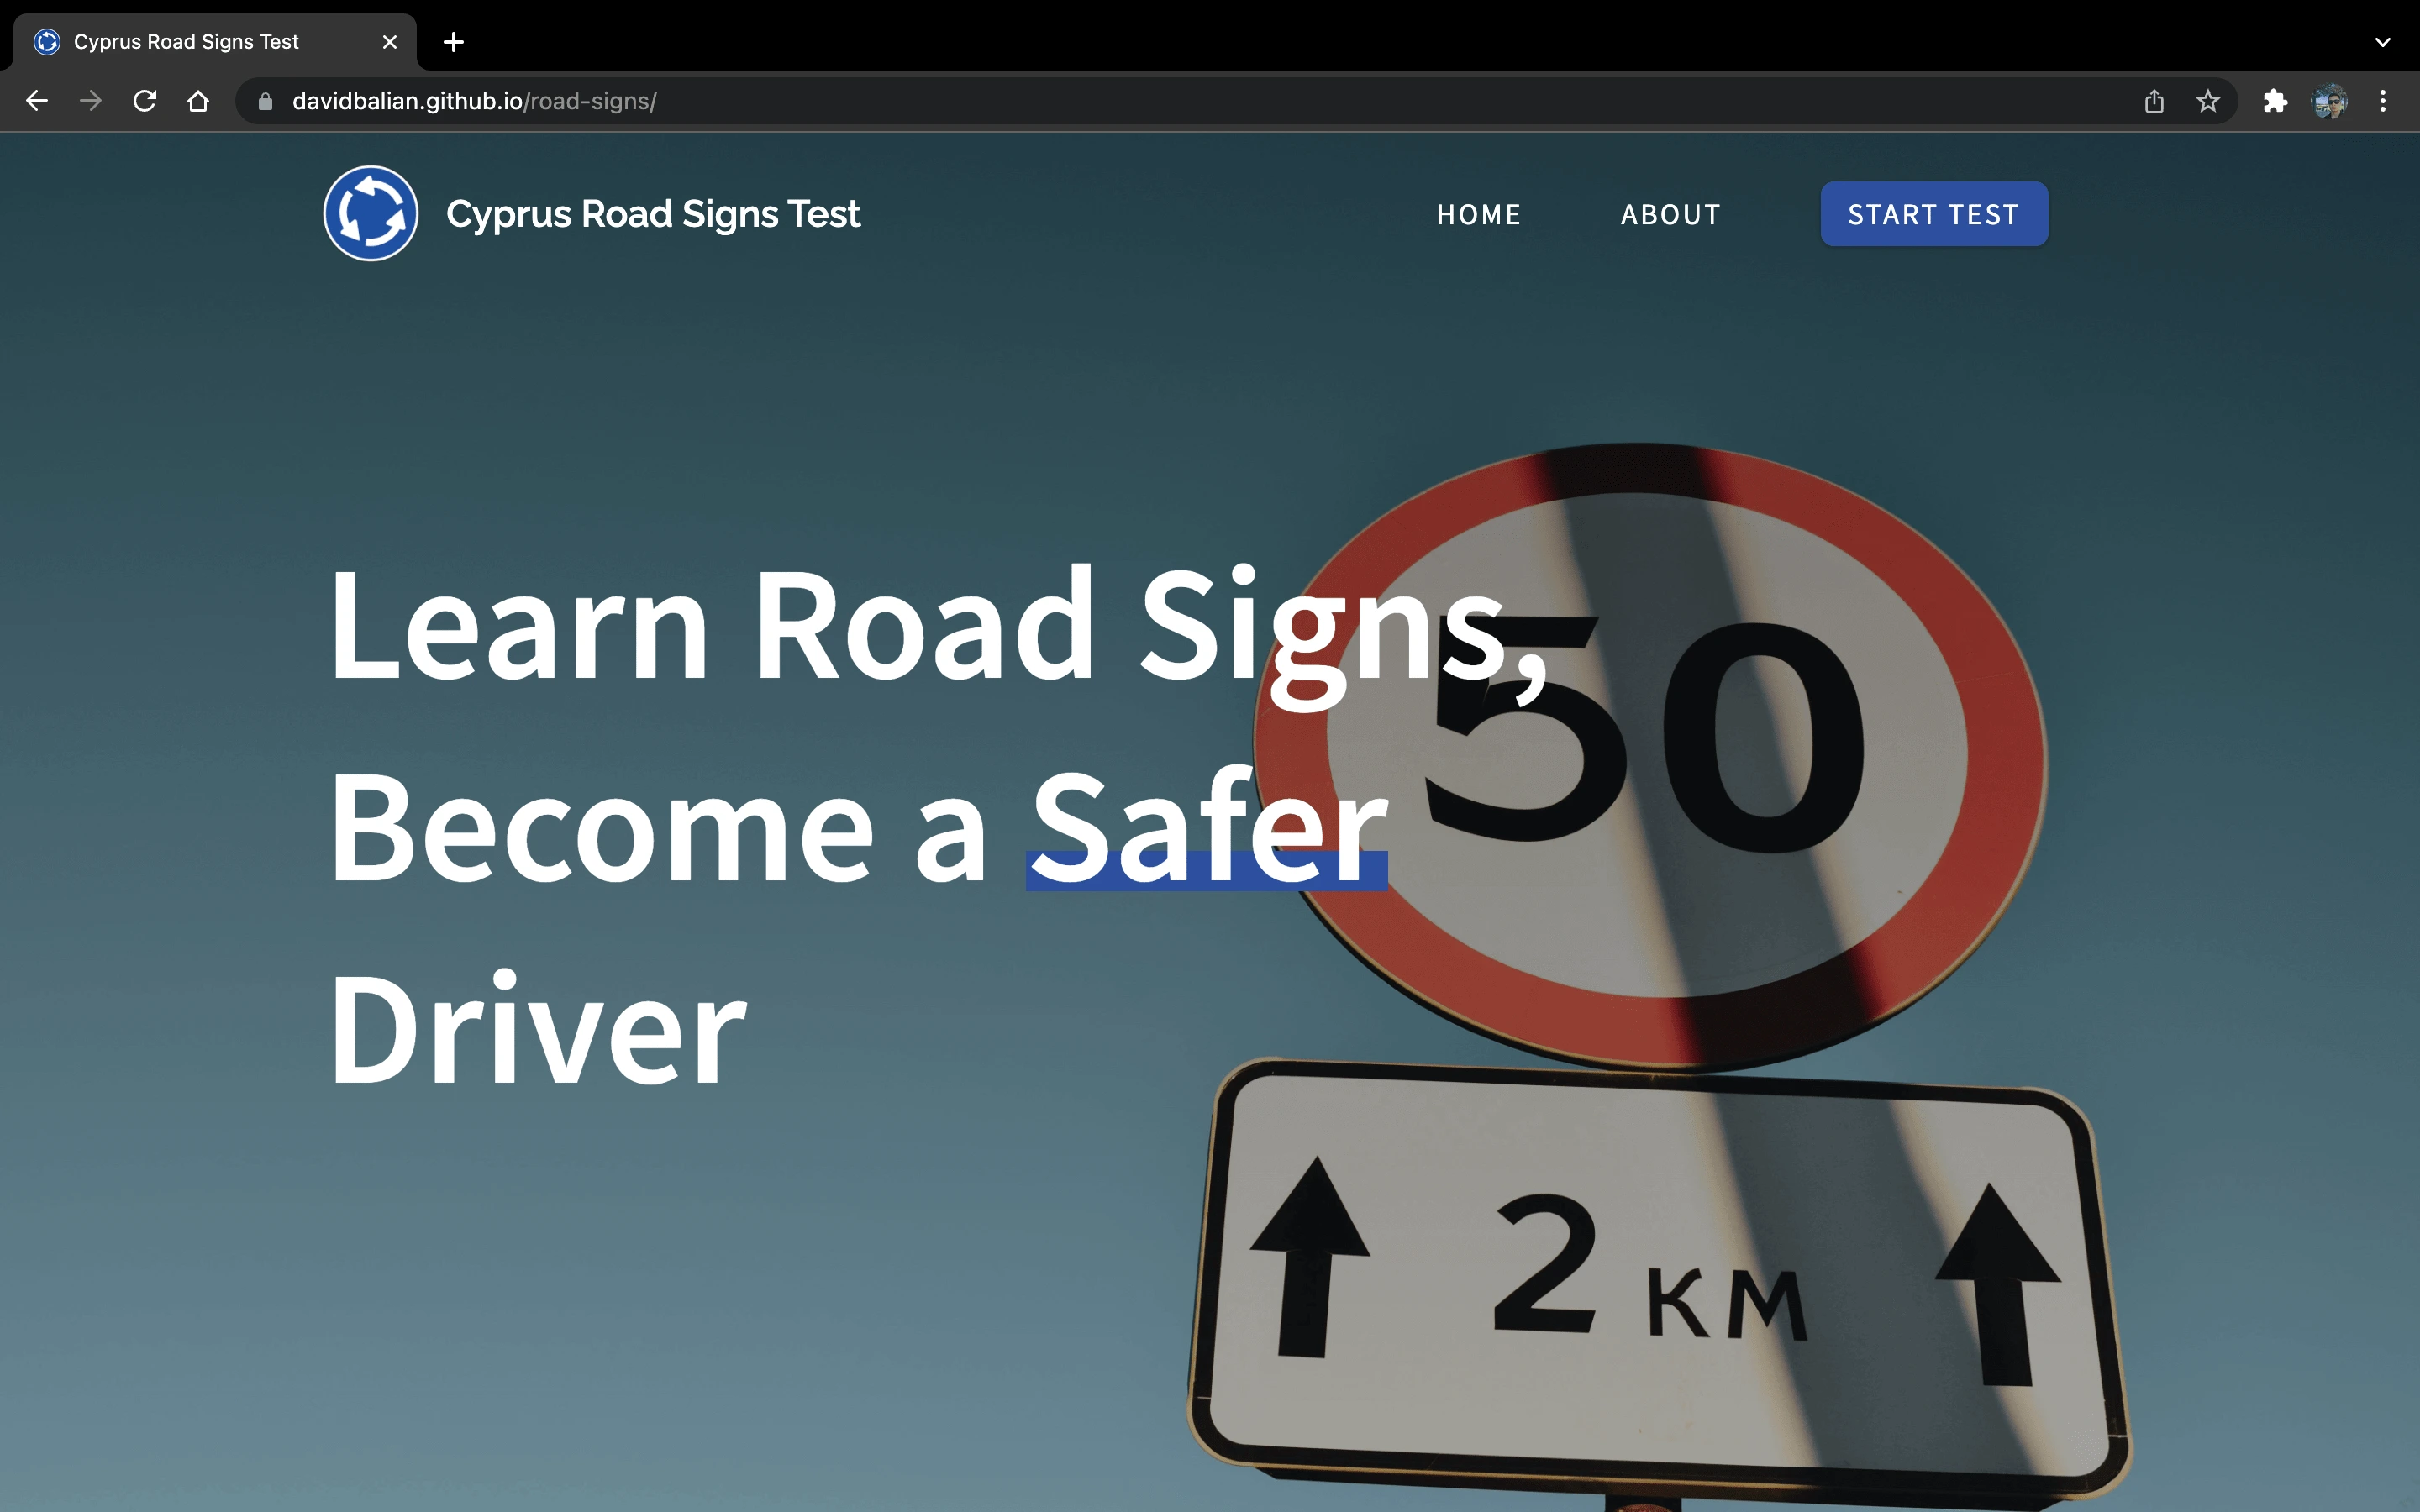 Cyprus Road Signs Test
davidbalian.github.io/road-signs/
Cyprus Road Signs Test
HOME
ABOUT
START TEST
Learn Road Signs,
Become a Safer
Driver
50
2 км